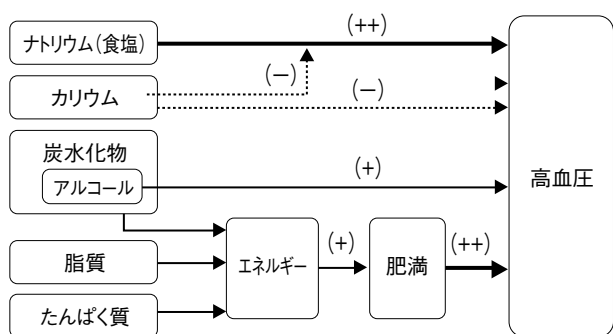 ナトリウム(食塩)
(++)
(—)
カリウム
(—)
炭水化物
アルコール
(+)
高血圧
脂質
エネルギー
(+)
肥満
(++)
たんぱく質